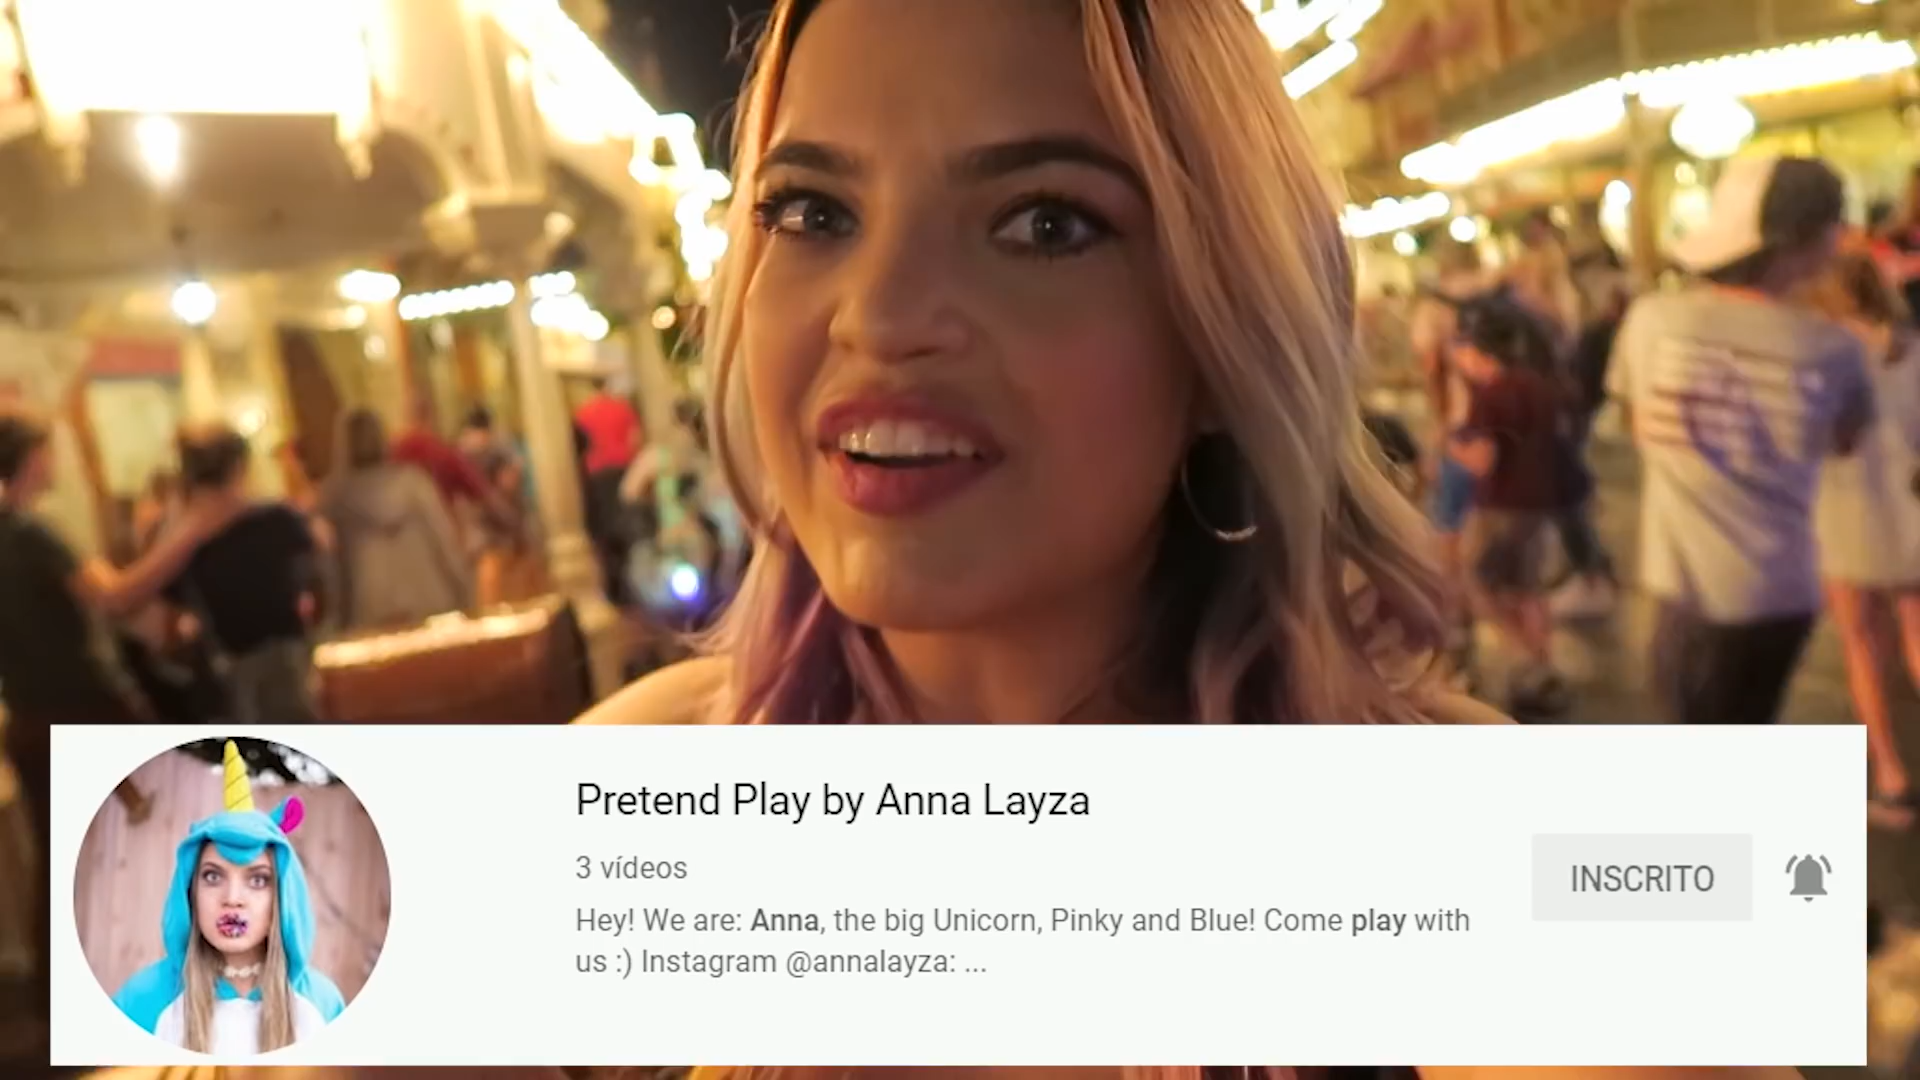 Pretend Play by Anna Layza
3 vídeos
Hey! We are: Anna, the big Unicorn, Pinky and Blue! Come play with
us :) Instagram @annalayza: ...
INSCRITO